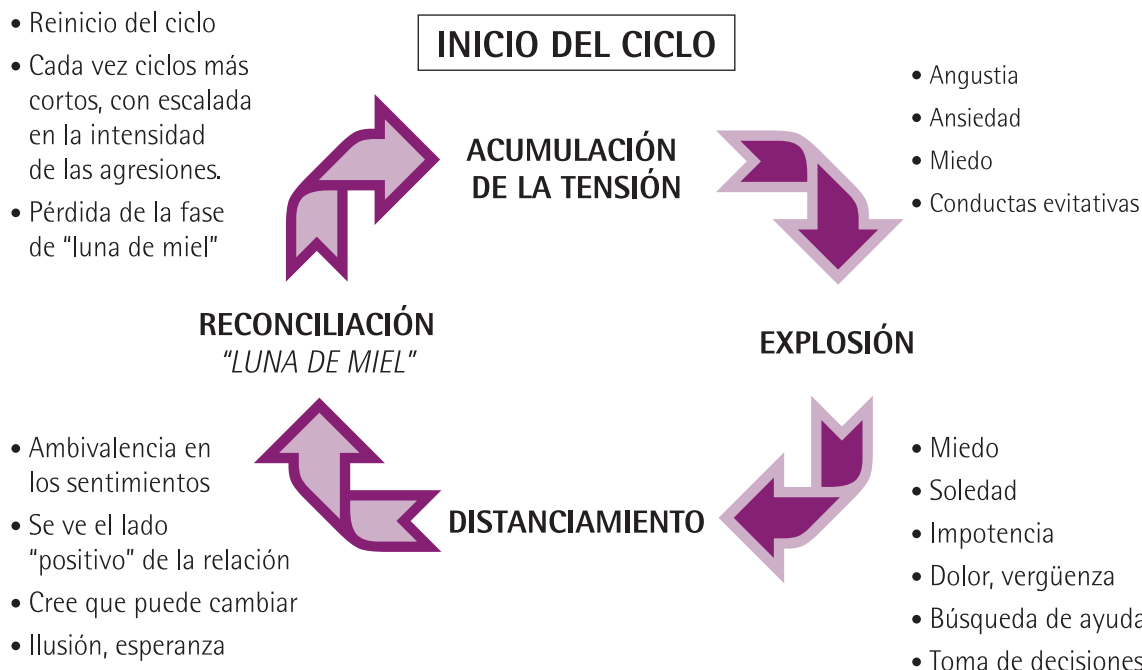 INICIO DEL CICLO
• Reinicio del ciclo
• Cada vez ciclos más
cortos, con escalada
en la intensidad
de las agresiones.
• Pérdida de la fase
de “luna de miel”
ACUMULACIÓN
DE LA TENSIÓN
• Angustia
• Ansiedad
• Miedo
• Conductas evitativas
RECONCILIACIÓN
“LUNA DE MIEL”
EXPLOSIÓN
• Ambivalencia en
los sentimientos
• Se ve el lado
“positivo” de la relación
• Cree que puede cambiar
• Ilusión, esperanza
DISTANCIAMIENTO
• Miedo
• Soledad
• Impotencia
• Dolor, vergüenza
• Búsqueda de ayuda
• Toma de decisiones